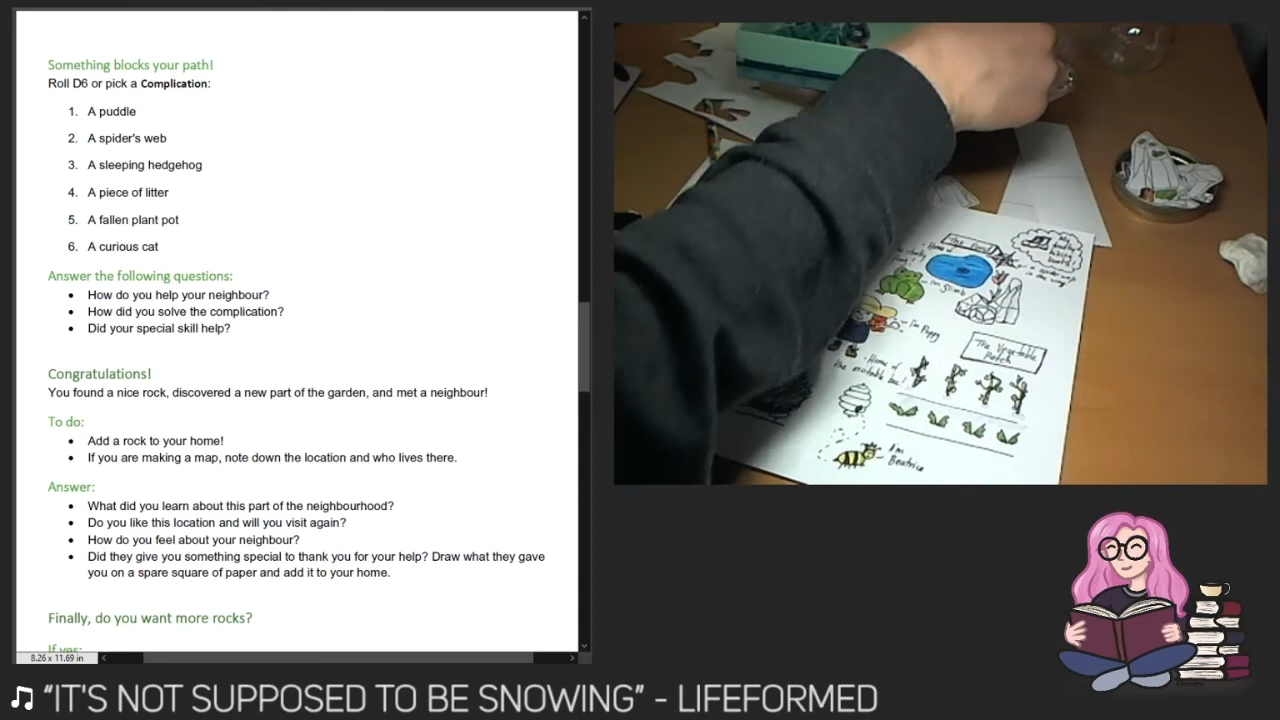 Something blocks your path!
Roll D6 or pick a Complication:
1. A puddle
2. A spider's web
3. A sleeping hedgehog
4. A piece of litter
5. A fallen plant pot
6. A curious cat
Answer the following questions:
• How do you help your neighbour?
• How did you solve the complication?
• Did your special skill help?
Congratulations!
You found a nice rock, discovered a new part of the garden, and met a neighbour!
To do:
• Add a rock to your home!
• If you are making a map, note down the location and who lives there.
Answer:
• What did you learn about this part of the neighbourhood?
• Do you like this location and will you visit again?
• How do you feel about your neighbour?
• Did they give you something special to thank you for your help? Draw what they gave
you on a spare square of paper and add it to your home.
Finally, do you want more rocks?
If yes:
8.26 x 11.69 in
The Pond
Home of
I'm Poppy
The Vegetable
Patch
Home of
the
I'm
Beatrice
"IT'S NOT SUPPOSED TO BE SNOWING" - LIFEFORMED